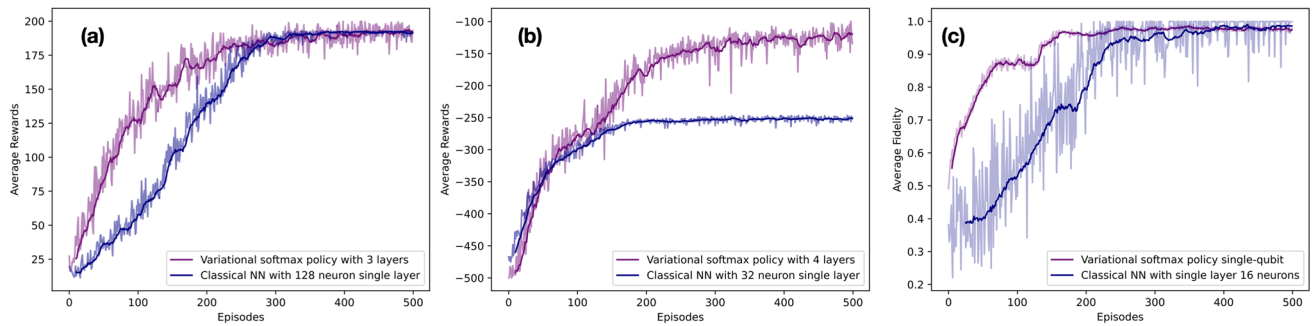 (a)
200
175
150
125
100
75
50
25
Average Rewards
0 100 200 300 400 500
Episodes
Variational softmax policy with 3 layers
Classical NN with 128 neuron single layer
(b)
−100
−150
−200
−250
−300
−350
−400
−450
−500
Average Rewards
0 100 200 300 400 500
Episodes
Variational softmax policy with 4 layers
Classical NN with 32 neuron single layer
(c)
1.0
0.9
0.8
0.7
0.6
0.5
0.4
0.3
0.2
Average Fidelity
0 100 200 300 400 500
Episodes
Variational softmax policy single-qubit
Classical NN with single layer 16 neurons